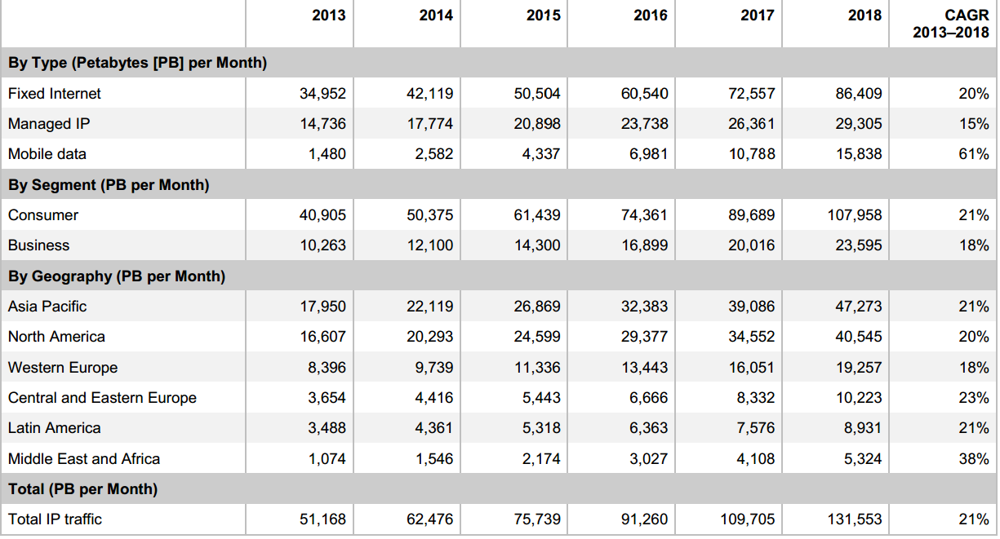 2013 2014 2015 2016 2017 2018 CAGR
2013–2018
By Type (Petabytes [PB] per Month)
Fixed Internet 34,952 42,119 50,504 60,540 72,557 86,409 20%
Managed IP 14,736 17,774 20,898 23,738 26,361 29,305 15%
Mobile data 1,480 2,582 4,337 6,981 10,788 15,838 61%
By Segment (PB per Month)
Consumer 40,905 50,375 61,439 74,361 89,689 107,958 21%
Business 10,263 12,100 14,300 16,899 20,016 23,595 18%
By Geography (PB per Month)
Asia Pacific 17,950 22,119 26,869 32,383 39,086 47,273 21%
North America 16,607 20,293 24,599 29,377 34,552 40,545 20%
Western Europe 8,396 9,739 11,336 13,443 16,051 19,257 18%
Central and Eastern Europe 3,654 4,416 5,443 6,666 8,332 10,223 23%
Latin America 3,488 4,361 5,318 6,363 7,576 8,931 21%
Middle East and Africa 1,074 1,546 2,174 3,027 4,108 5,324 38%
Total (PB per Month)
Total IP traffic 51,168 62,476 75,739 91,260 109,705 131,553 21%